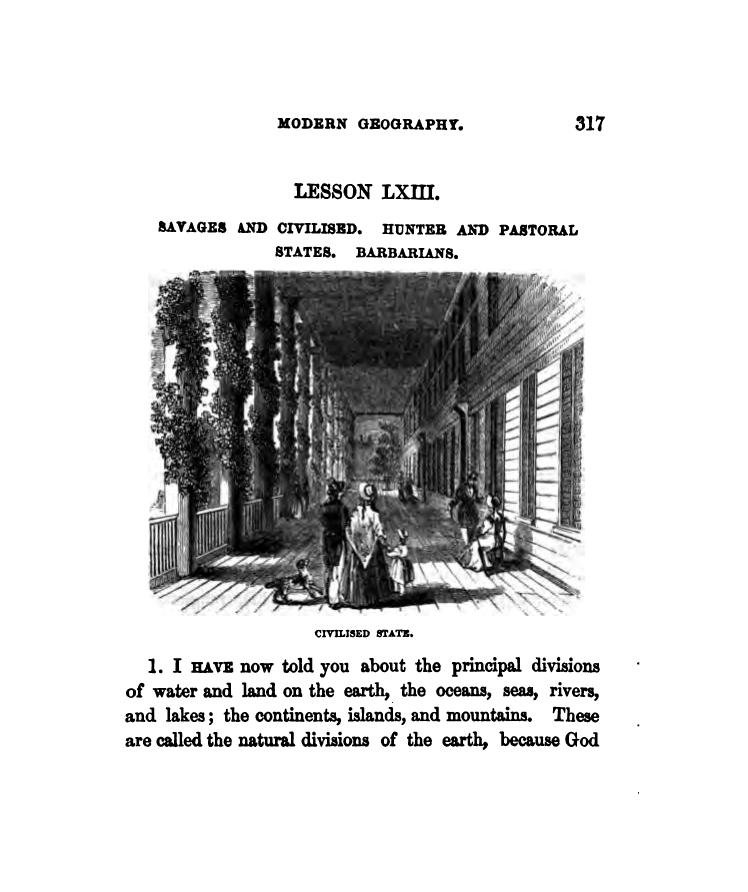 MODERN GEOGRAPHY. 317
LESSON LXIII.
SAVAGES AND CIVILISED. HUNTER AND PASTORAL
STATES. BARBARIANS.
CIVILISED STATE.
1. I HAVE now told you about the principal divisions
of water and land on the earth, the oceans, seas, rivers,
and lakes; the continents, islands, and mountains. These
are called the natural divisions of the earth, because God